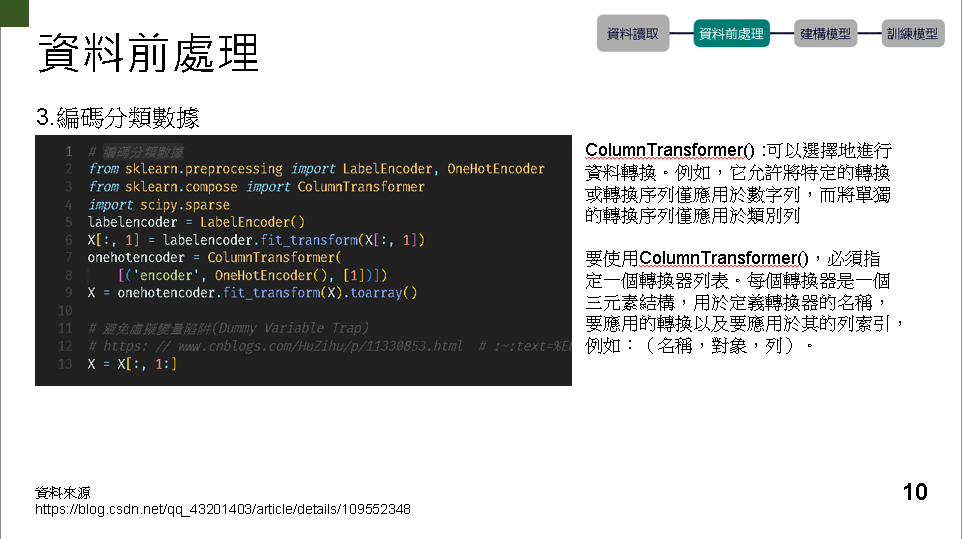 資料前處理
資料讀取
資料前處理
建構模型
訓練模型
3.編碼分類數據
1 # 編碼分類數據
2 from sklearn.preprocessing import LabelEncoder, OneHotEncoder
3 from sklearn.compose import ColumnTransformer
4 import scipy.sparse
5 labelencoder = LabelEncoder()
6 X[:, 1] = labelencoder.fit_transform(X[:, 1])
7 onehotencoder = ColumnTransformer(
8 [('encoder', OneHotEncoder(), [1])])
9 X = onehotencoder.fit_transform(X).toarray()
10
11 # 避免虛擬變量陷阱(Dummy Variable Trap)
12 # https: // www.cnblogs.com/HuZihu/p/11330853.html # :~:text=%E8
13 X = X[:, 1:]
ColumnTransformer() :可以選擇地進行
資料轉換。例如，它允許將特定的轉換
或轉換序列僅應用於數字列，而將單獨
的轉換序列僅應用於類別列
要使用ColumnTransformer()，必須指
定一個轉換器列表。每個轉換器是一個
三元素結構，用於定義轉換器的名稱，
要應用的轉換以及要應用於其的列索引，
例如：（名稱，對象，列）。
資料來源
https://blog.csdn.net/qq_43201403/article/details/109552348
10